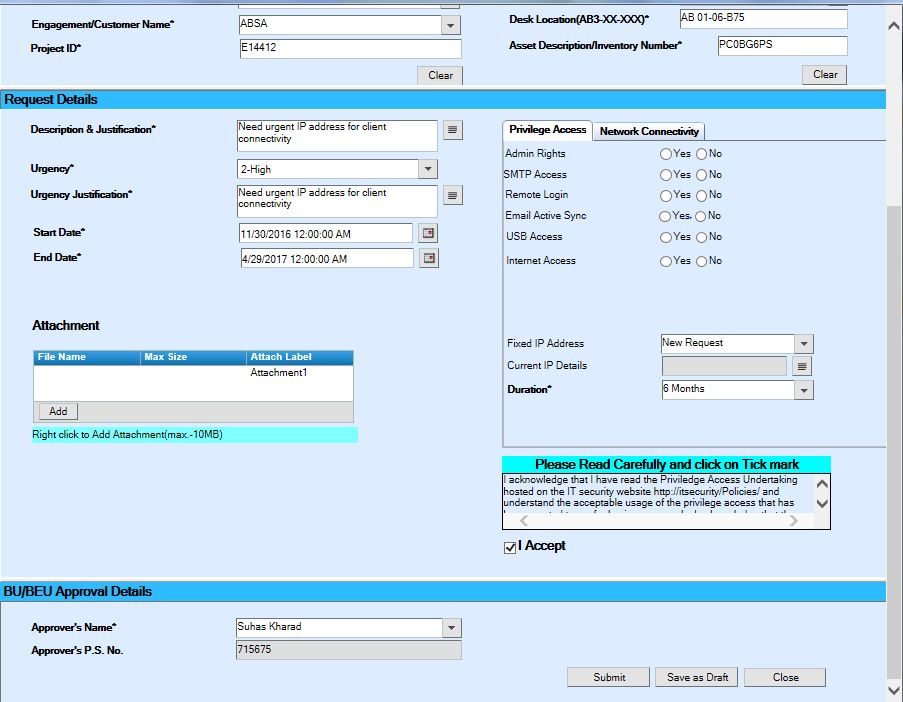 Engagement/Customer Name*
ABSA
Desk Location(AB3-XX-XXX)*
AB 01-06-B75
Project ID*
E14412
Asset Description/Inventory Number*
PC0BG6PS
Clear
Clear
Request Details
Description & Justification*
Need urgent IP address for client
connectivity
Urgency*
2-High
Urgency Justification*
Need urgent IP address for client
connectivity
Start Date*
11/30/2016 12:00:00 AM
End Date*
4/29/2017 12:00:00 AM
Privilege Access
Network Connectivity
Admin Rights
Yes
No
SMTP Access
Yes
No
Remote Login
Yes
No
Email Active Sync
Yes.
No
USB Access
Yes
No
Internet Access
Yes
No
Attachment
File Name
Max Size
Attach Label
Attachment1
Add
Right click to Add Attachment(max.-10MB)
Fixed IP Address
New Request
Current IP Details
Duration*
6 Months
Please Read Carefully and click on Tick mark
I acknowledge that I have read the Priviledge Access Undertaking
hosted on the IT security website http://itsecurity/Policies/ and
understand the acceptable usage of the privilege access that has
I Accept
BU/BEU Approval Details
Approver's Name*
Suhas Kharad
Approver's P.S. No.
715675
Submit
Save as Draft
Close